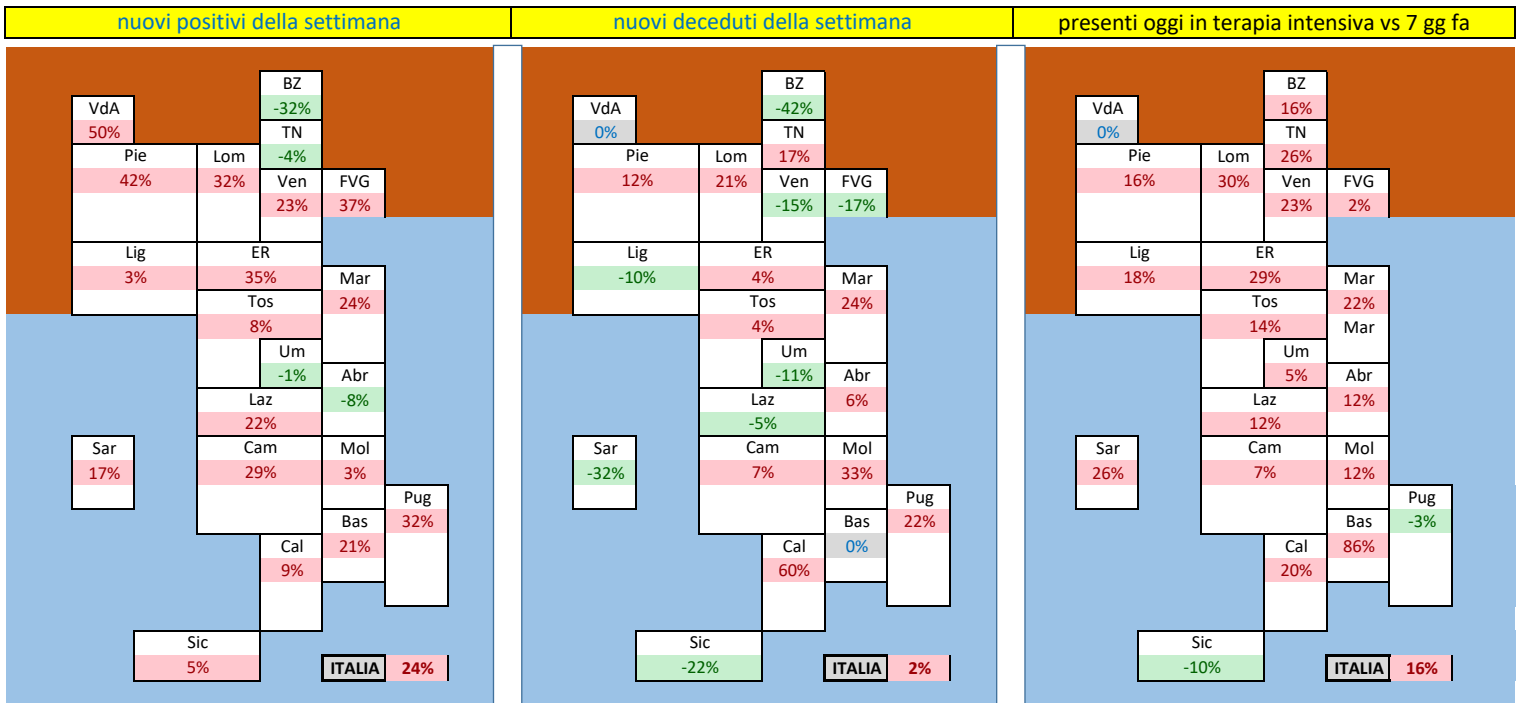 nuovi positivi della settimana
nuovi deceduti della settimana
presenti oggi in terapia intensiva vs 7 gg fa
BZ
VdA
-32%
50%
TN
Pie
Lom
-4%
42%
32%
Ven
FVG
23%
37%
Lig
ER
3%
35%
Mar
Tos
24%
8%
Um
-1%
Abr
Laz
-8%
22%
Sar
Cam
Mol
17%
29%
3%
Pug
Bas
32%
Cal
21%
9%
Sic
5%
ITALIA
24%
BZ
VdA
-42%
0%
TN
Pie
Lom
17%
12%
21%
Ven
FVG
-15%
-17%
Lig
ER
-10%
4%
Mar
Tos
24%
4%
Um
-11%
Abr
Laz
6%
-5%
Sar
Cam
Mol
-32%
7%
33%
Pug
Bas
22%
Cal
0%
60%
Sic
-22%
ITALIA
2%
BZ
VdA
16%
0%
TN
Pie
Lom
26%
16%
30%
Ven
FVG
23%
2%
Lig
ER
18%
29%
Mar
Tos
22%
14%
Mar
Um
5%
Abr
Laz
12%
12%
Sar
Cam
Mol
26%
7%
12%
Pug
Bas
-3%
Cal
86%
20%
Sic
-10%
ITALIA
16%